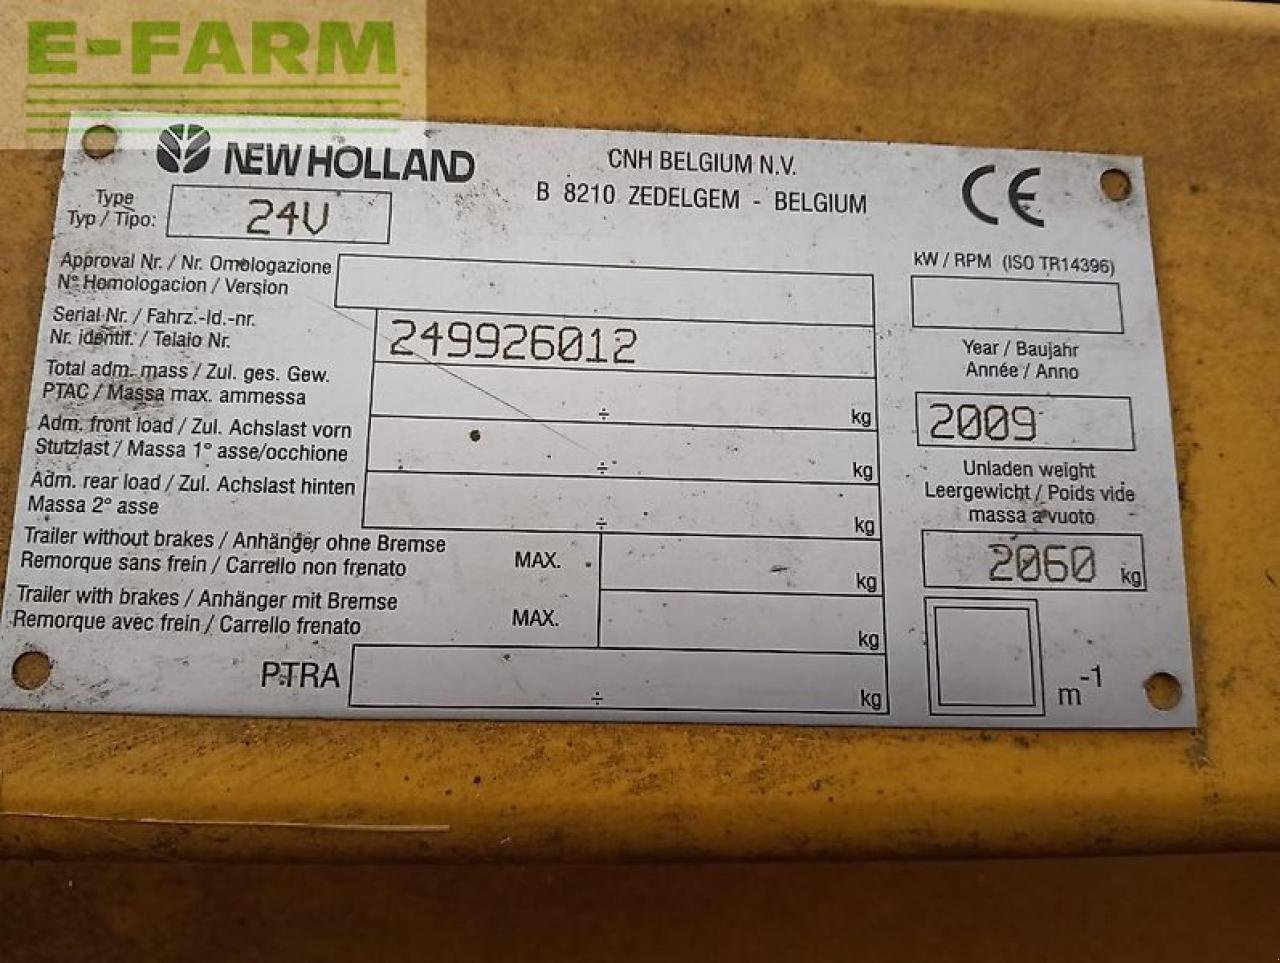 E-FARM
NEW HOLLAND
CNH BELGIUM N.V.
B 8210 ZEDELGEM - BELGIUM
CE
Type
Typ / Tipo:
24V
Approval Nr. / Nr. Omologazione
N° Homologacion / Version
kW / RPM (ISO TR14396)
Serial Nr. / Fahrz.-Id.-nr.
Nr. identif. / Telaio Nr.
249926012
Year / Baujahr
Année / Anno
2009
Total adm. mass / Zul. ges. Gew.
PTAC / Massa max. ammessa
÷ kg
Adm. front load / Zul. Achslast vorn
Stutzlast / Massa 1° asse/occhione
÷ kg
Unladen weight
Leergewicht / Poids vide
massa a vuoto
2060 kg
Adm. rear load / Zul. Achslast hinten
Massa 2° asse
÷ kg
Trailer without brakes / Anhänger ohne Bremse
Remorque sans frein / Carrello non frenato
MAX. kg
Trailer with brakes / Anhänger mit Bremse
Remorque avec frein / Carrello frenato
MAX. kg
PTRA ÷ kg
m-1